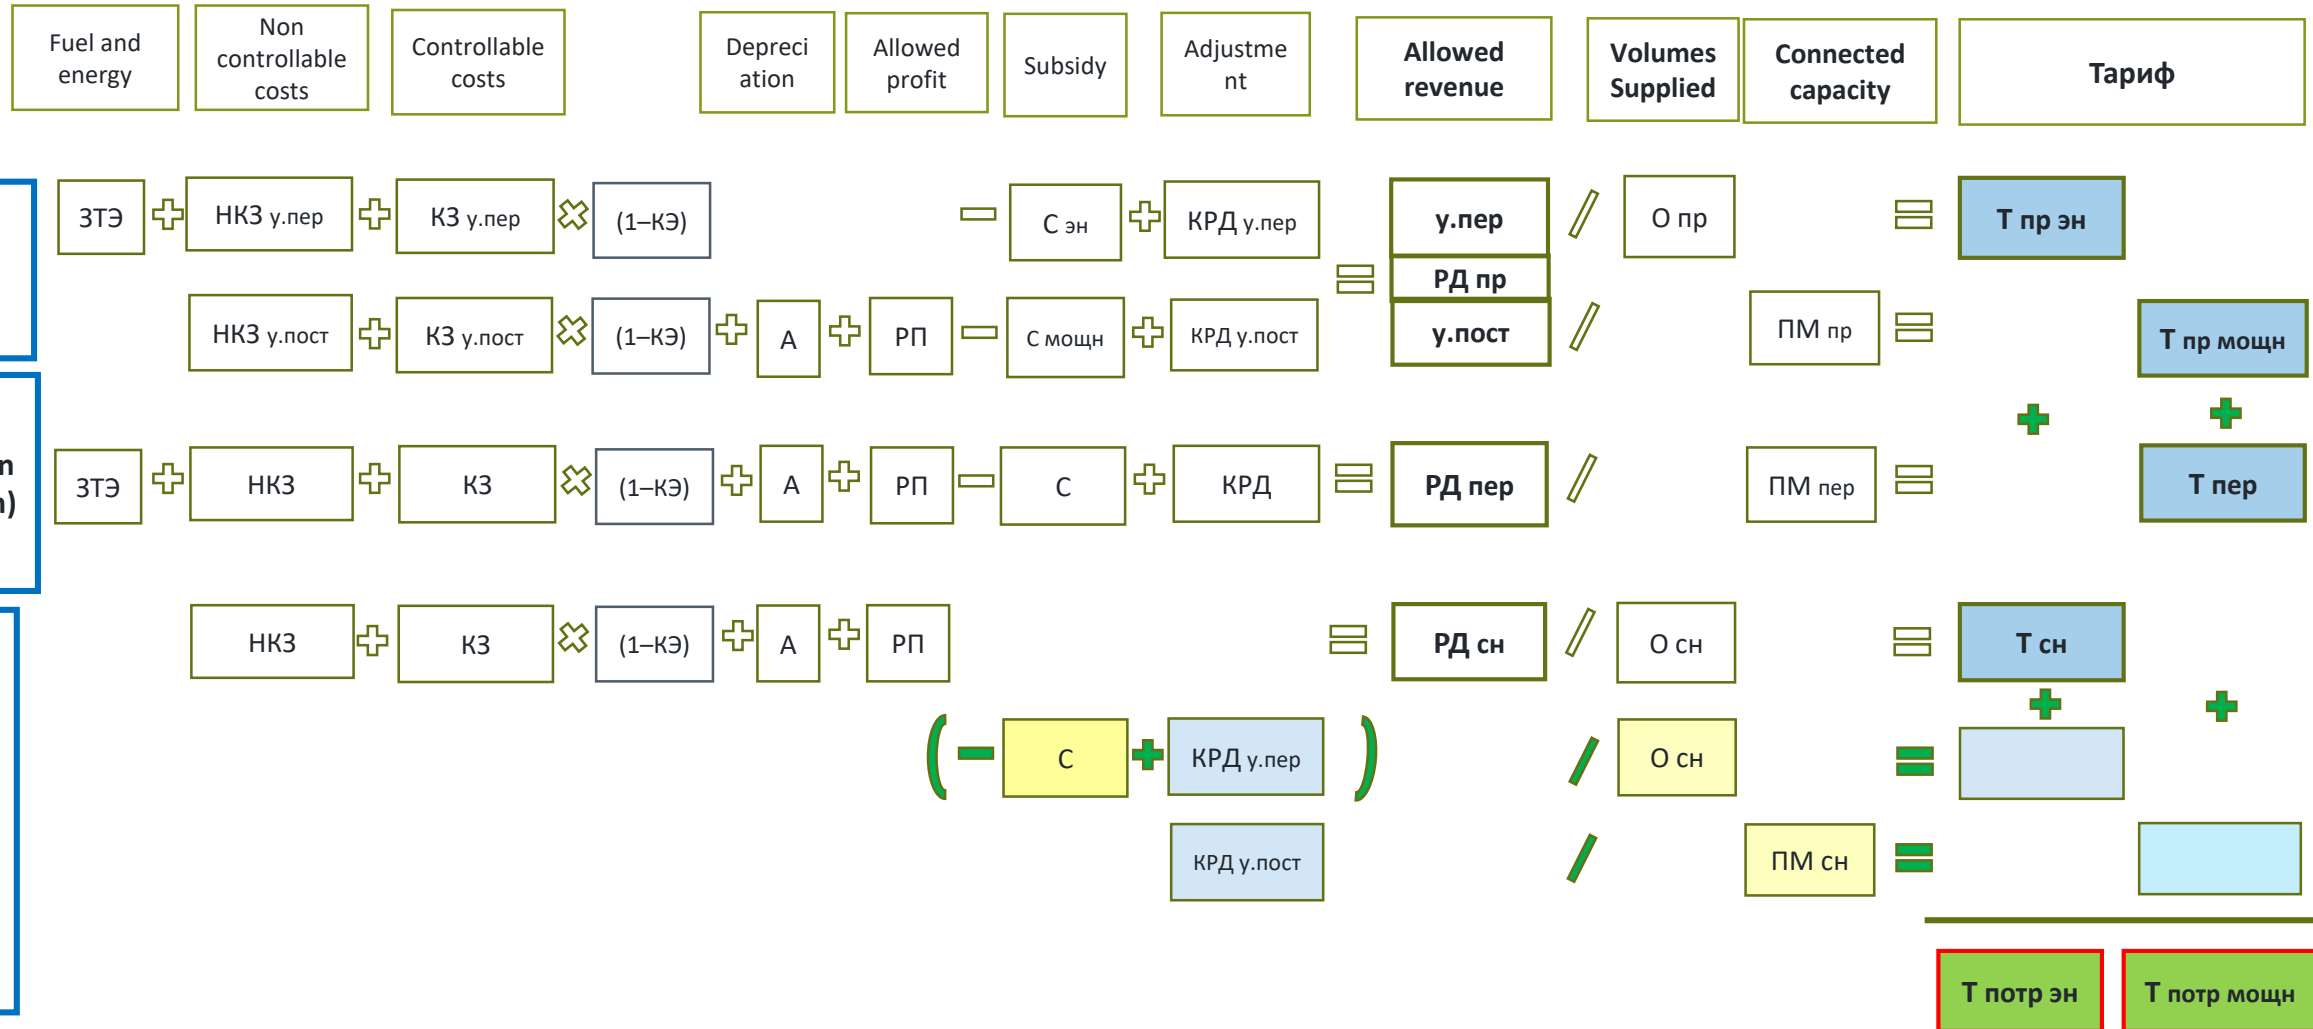 Fuel and
energy
Non
controllable
costs
Controllable
costs
Depreci
ation
Allowed
profit
Subsidy
Adjustme
nt
Allowed
revenue
Volumes
Supplied
Connected
capacity
Тариф
ЗТЭ
НКЗ у.пер
КЗ у.пер
(1–КЭ)
С эн
КРД у.пер
у.пер
О пр
Т пр эн
РД пр
НКЗ у.пост
КЗ у.пост
(1–КЭ)
А
РП
С мощн
КРД у.пост
у.пост
ПМ пр
Т пр мощн
n
n)
ЗТЭ
НКЗ
КЗ
(1–КЭ)
А
РП
С
КРД
РД пер
ПМ пер
Т пер
НКЗ
КЗ
(1–КЭ)
А
РП
РД сн
О сн
Т сн
С
КРД у.пер
О сн
КРД у.пост
ПМ сн
Т потр эн
Т потр мощн